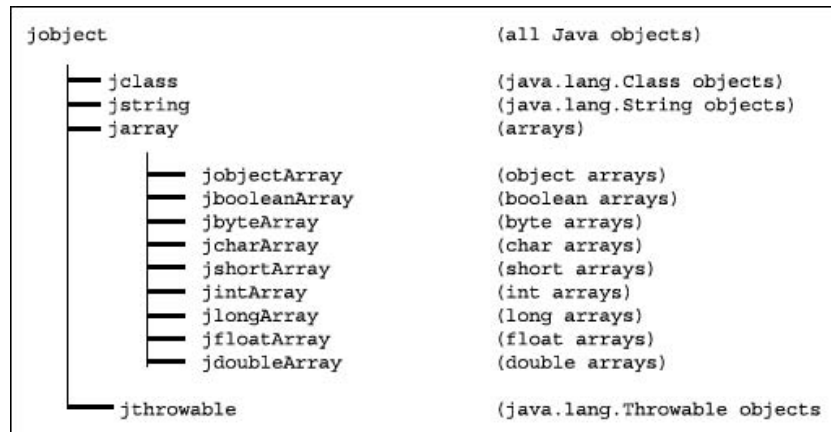 jobject (all Java objects)
jclass (java.lang.Class objects)
jstring (java.lang.String objects)
jarray (arrays)
jobjectArray (object arrays)
jbooleanArray (boolean arrays)
jbyteArray (byte arrays)
jcharArray (char arrays)
jshortArray (short arrays)
jintArray (int arrays)
jlongArray (long arrays)
jfloatArray (float arrays)
jdoubleArray (double arrays)
jthrowable (java.lang.Throwable objects